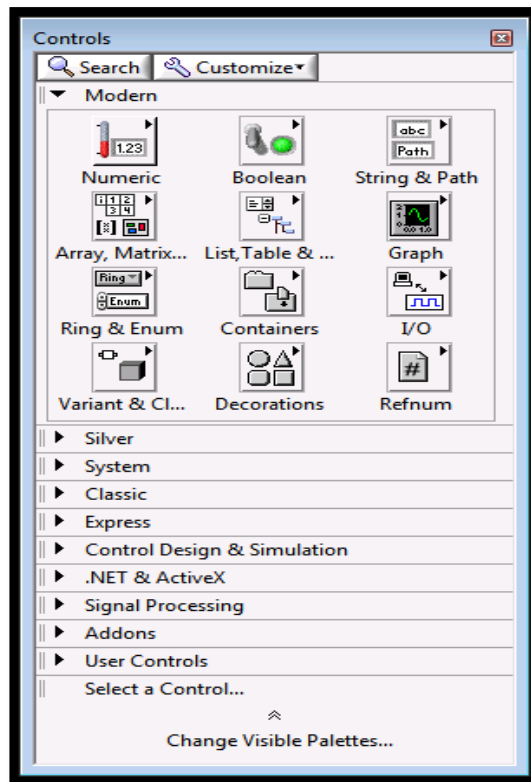 Controls
Search Customize
Modern
1.23 abc
Path
Numeric Boolean String & Path
Array, Matrix... List,Table & ... Graph
Ring
Enum
Ring & Enum Containers I/O
#
Variant & Cl... Decorations Refnum
Silver
System
Classic
Express
Control Design & Simulation
.NET & ActiveX
Signal Processing
Addons
User Controls
Select a Control...
Change Visible Palettes...